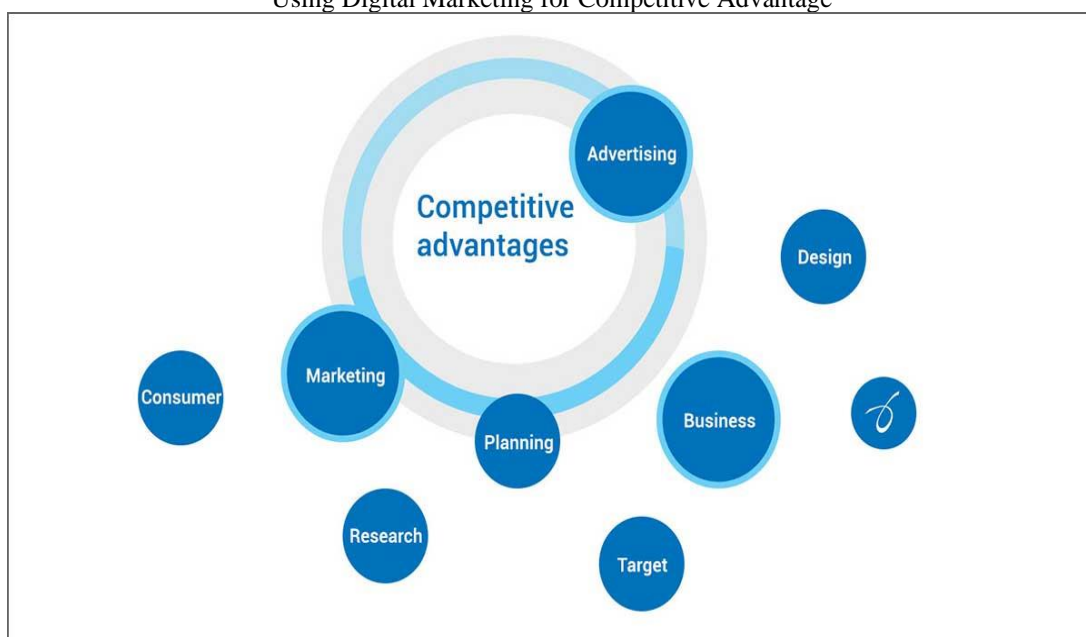 Using Digital Marketing for Competitive Advantage
Advertising
Competitive
advantages
Design
Marketing
Consumer
Business
Planning
Research
Target